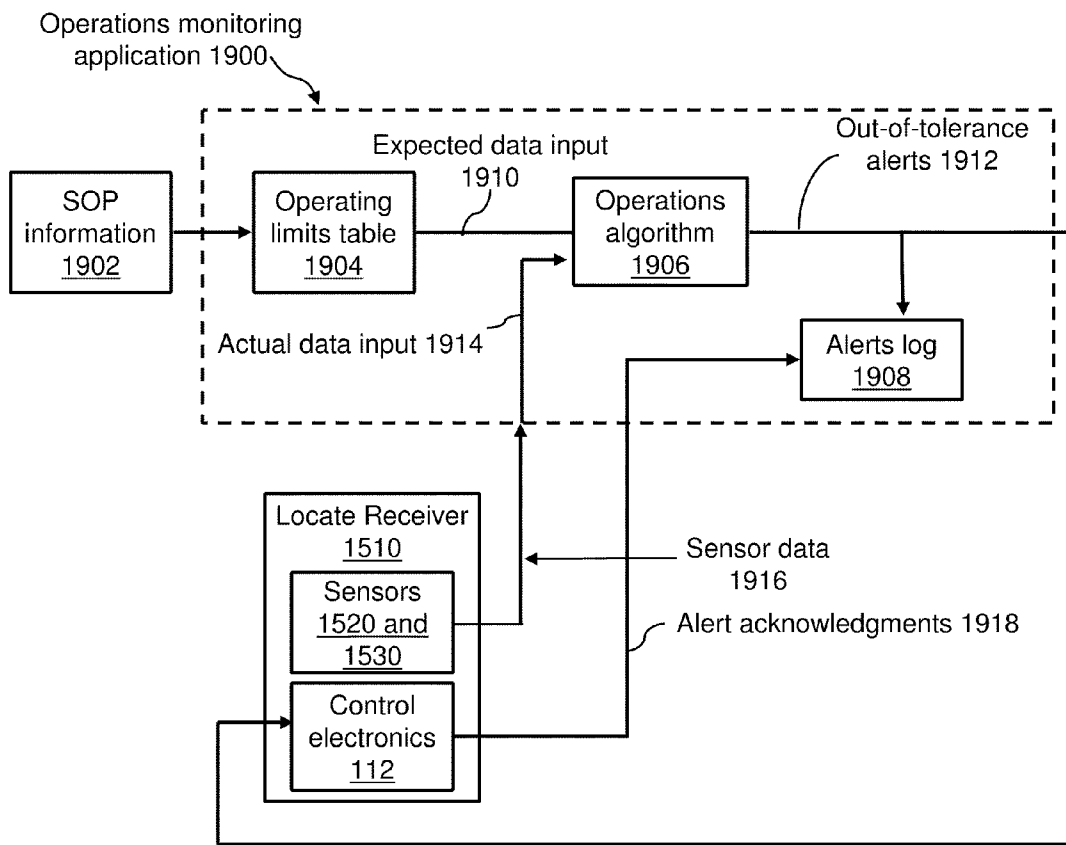 Operations monitoring
application 1900
Out-of-tolerance
alerts 1912
Expected data input
1910
SOP
information
1902
Operating
limits table
1904
Operations
algorithm
1906
Actual data input 1914
Alerts log
1908
Locate Receiver
1510
Sensors
1520 and
1530
Sensor data
1916
Alert acknowledgments 1918
Control
electronics
112